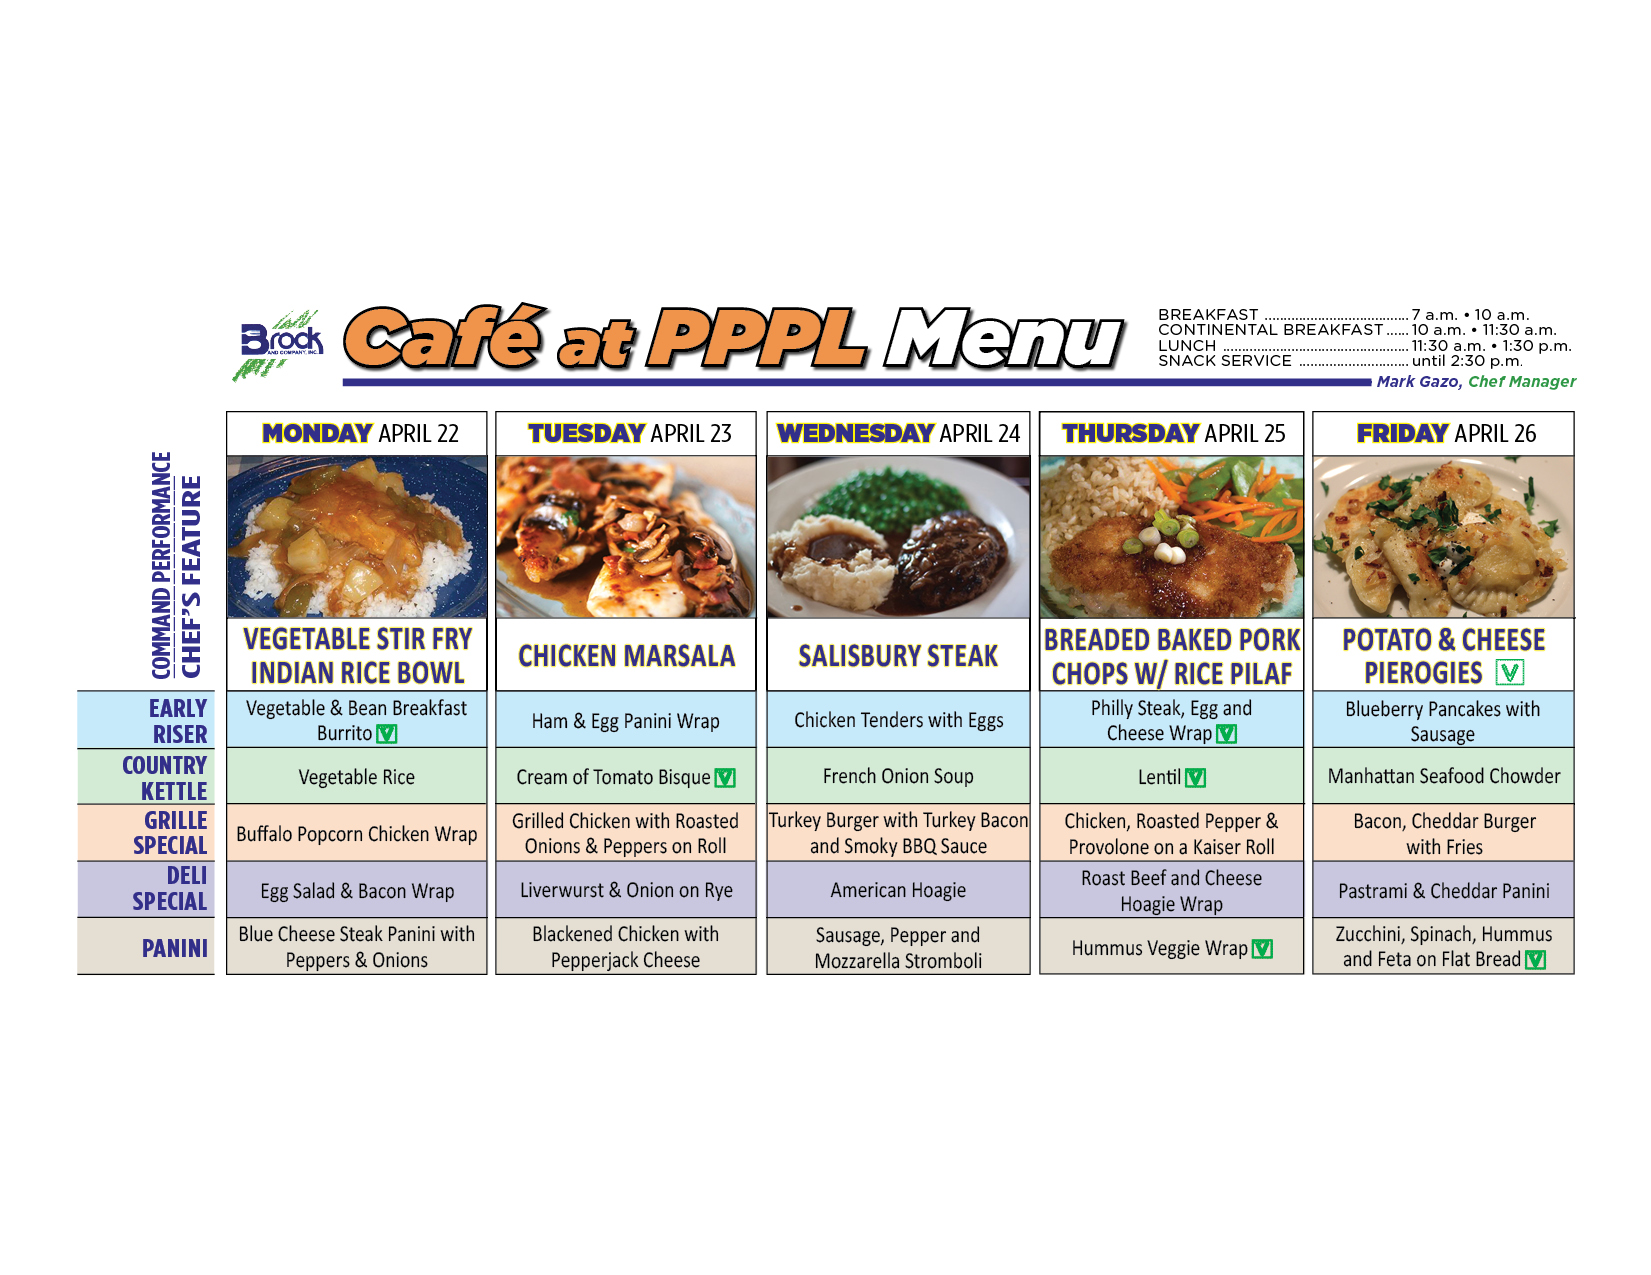 Brock
AND COMPANY, INC.
Café at PPPL Menu
BREAKFAST ..................................... 7 a.m. • 10 a.m.
CONTINENTAL BREAKFAST ...... 10 a.m. • 11:30 a.m.
LUNCH ................................................ 11:30 a.m. • 1:30 p.m.
SNACK SERVICE ............................ until 2:30 p.m.
Mark Gazo, Chef Manager
MONDAY APRIL 22
TUESDAY APRIL 23
WEDNESDAY APRIL 24
THURSDAY APRIL 25
FRIDAY APRIL 26
COMMAND PERFORMANCE
CHEF'S FEATURE
VEGETABLE STIR FRY
INDIAN RICE BOWL
CHICKEN MARSALA
SALISBURY STEAK
BREADED BAKED PORK
CHOPS W/ RICE PILAF
POTATO & CHEESE
PIEROGIES V
EARLY
RISER
Vegetable & Bean Breakfast
Burrito V
Ham & Egg Panini Wrap
Chicken Tenders with Eggs
Philly Steak, Egg and
Cheese Wrap V
Blueberry Pancakes with
Sausage
COUNTRY
KETTLE
Vegetable Rice
Cream of Tomato Bisque V
French Onion Soup
Lentil V
Manhattan Seafood Chowder
GRILLE
SPECIAL
Buffalo Popcorn Chicken Wrap
Grilled Chicken with Roasted
Onions & Peppers on Roll
Turkey Burger with Turkey Bacon
and Smoky BBQ Sauce
Chicken, Roasted Pepper &
Provolone on a Kaiser Roll
Bacon, Cheddar Burger
with Fries
DELI
SPECIAL
Egg Salad & Bacon Wrap
Liverwurst & Onion on Rye
American Hoagie
Roast Beef and Cheese
Hoagie Wrap
Pastrami & Cheddar Panini
PANINI
Blue Cheese Steak Panini with
Peppers & Onions
Blackened Chicken with
Pepperjack Cheese
Sausage, Pepper and
Mozzarella Stromboli
Hummus Veggie Wrap V
Zucchini, Spinach, Hummus
and Feta on Flat Bread V